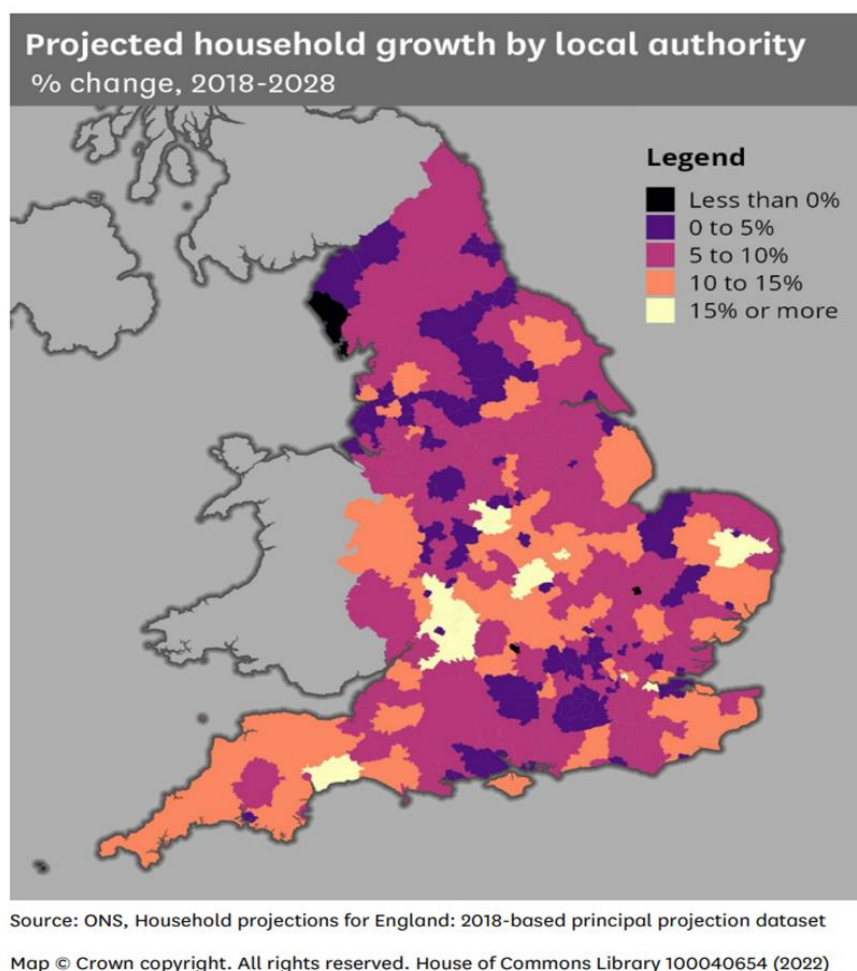 Projected household growth by local authority
% change, 2018-2028
Legend
Less than 0%
0 to 5%
5 to 10%
10 to 15%
15% or more
Source: ONS, Household projections for England: 2018-based principal projection dataset
Map © Crown copyright. All rights reserved. House of Commons Library 100040654 (2022)